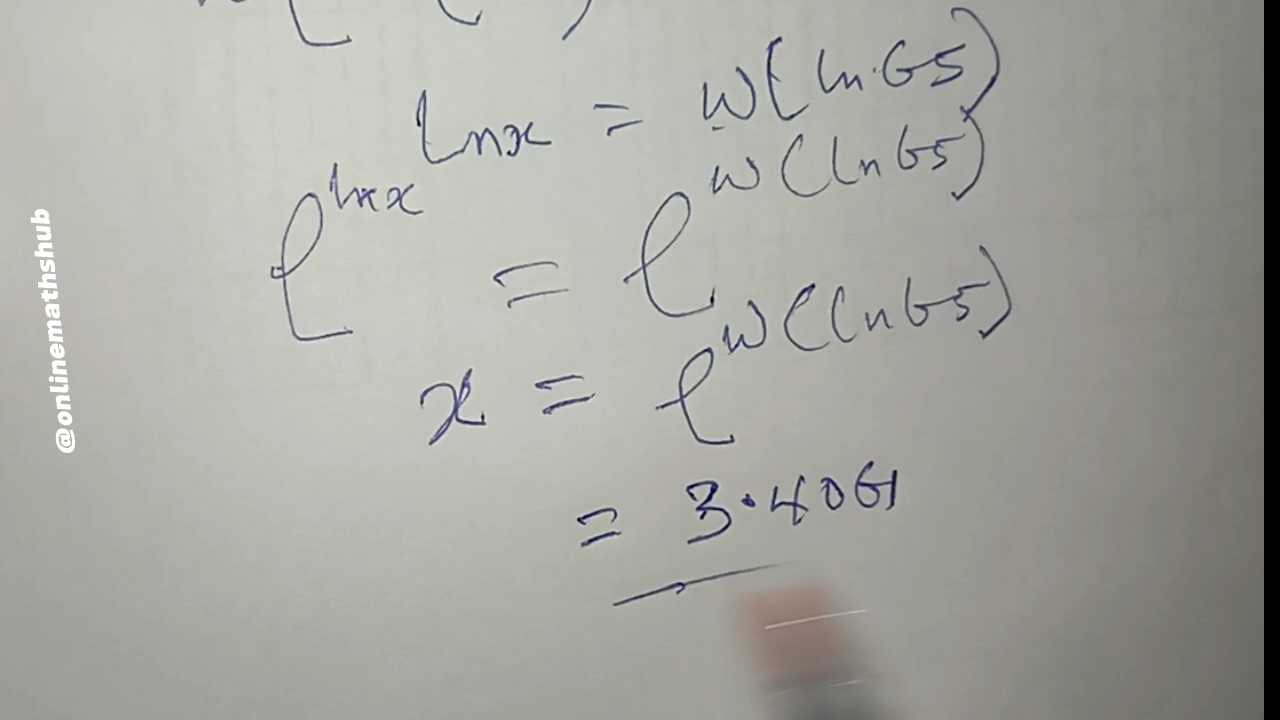 lnx = W(ln65)
e^lnx = e^W(ln65)
x = e^W(ln65)
= 3.4061
@onlinemathshub